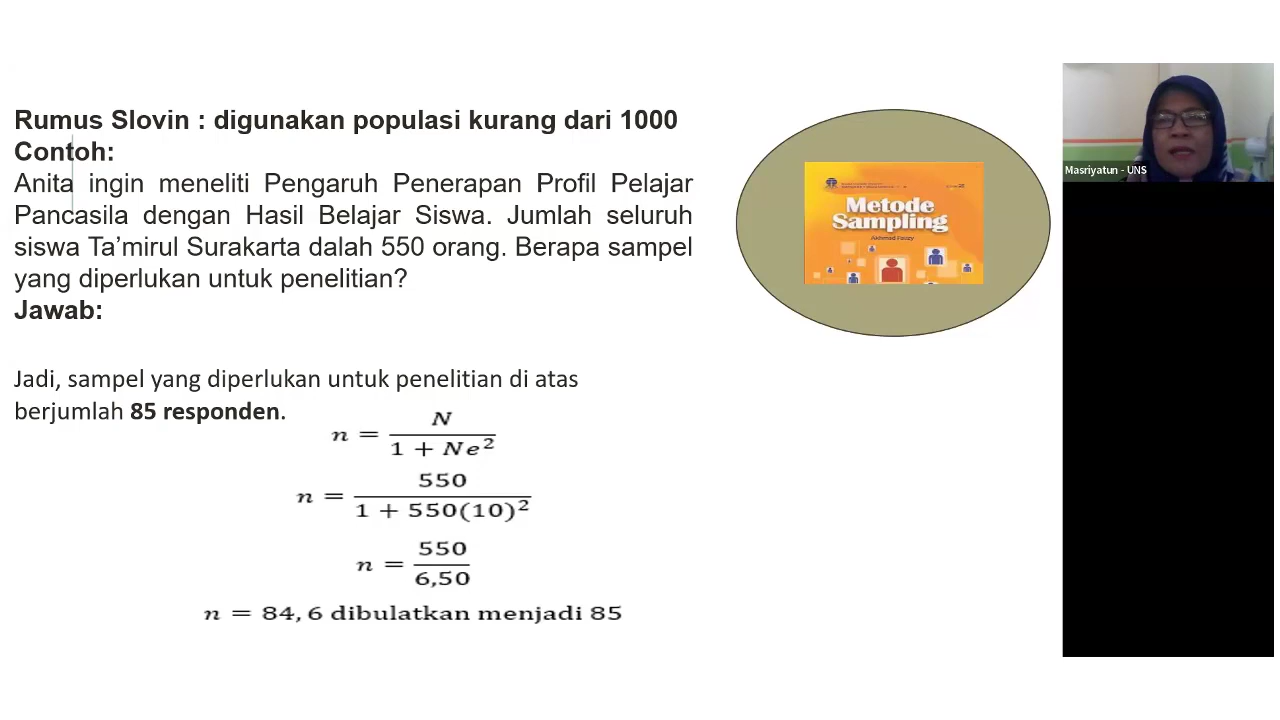 Rumus Slovin : digunakan populasi kurang dari 1000
Contoh:
Anita ingin meneliti Pengaruh Penerapan Profil Pelajar
Pancasila dengan Hasil Belajar Siswa. Jumlah seluruh
siswa Ta’mirul Surakarta dalah 550 orang. Berapa sampel
yang diperlukan untuk penelitian?
Jawab:
Jadi, sampel yang diperlukan untuk penelitian di atas
berjumlah 85 responden.
n = N / (1 + Ne²)
n = 550 / (1 + 550(10)²)
n = 550 / 6,50
n = 84, 6 dibulatkan menjadi 85
Metode
Sampling
Masriyatun - UNS